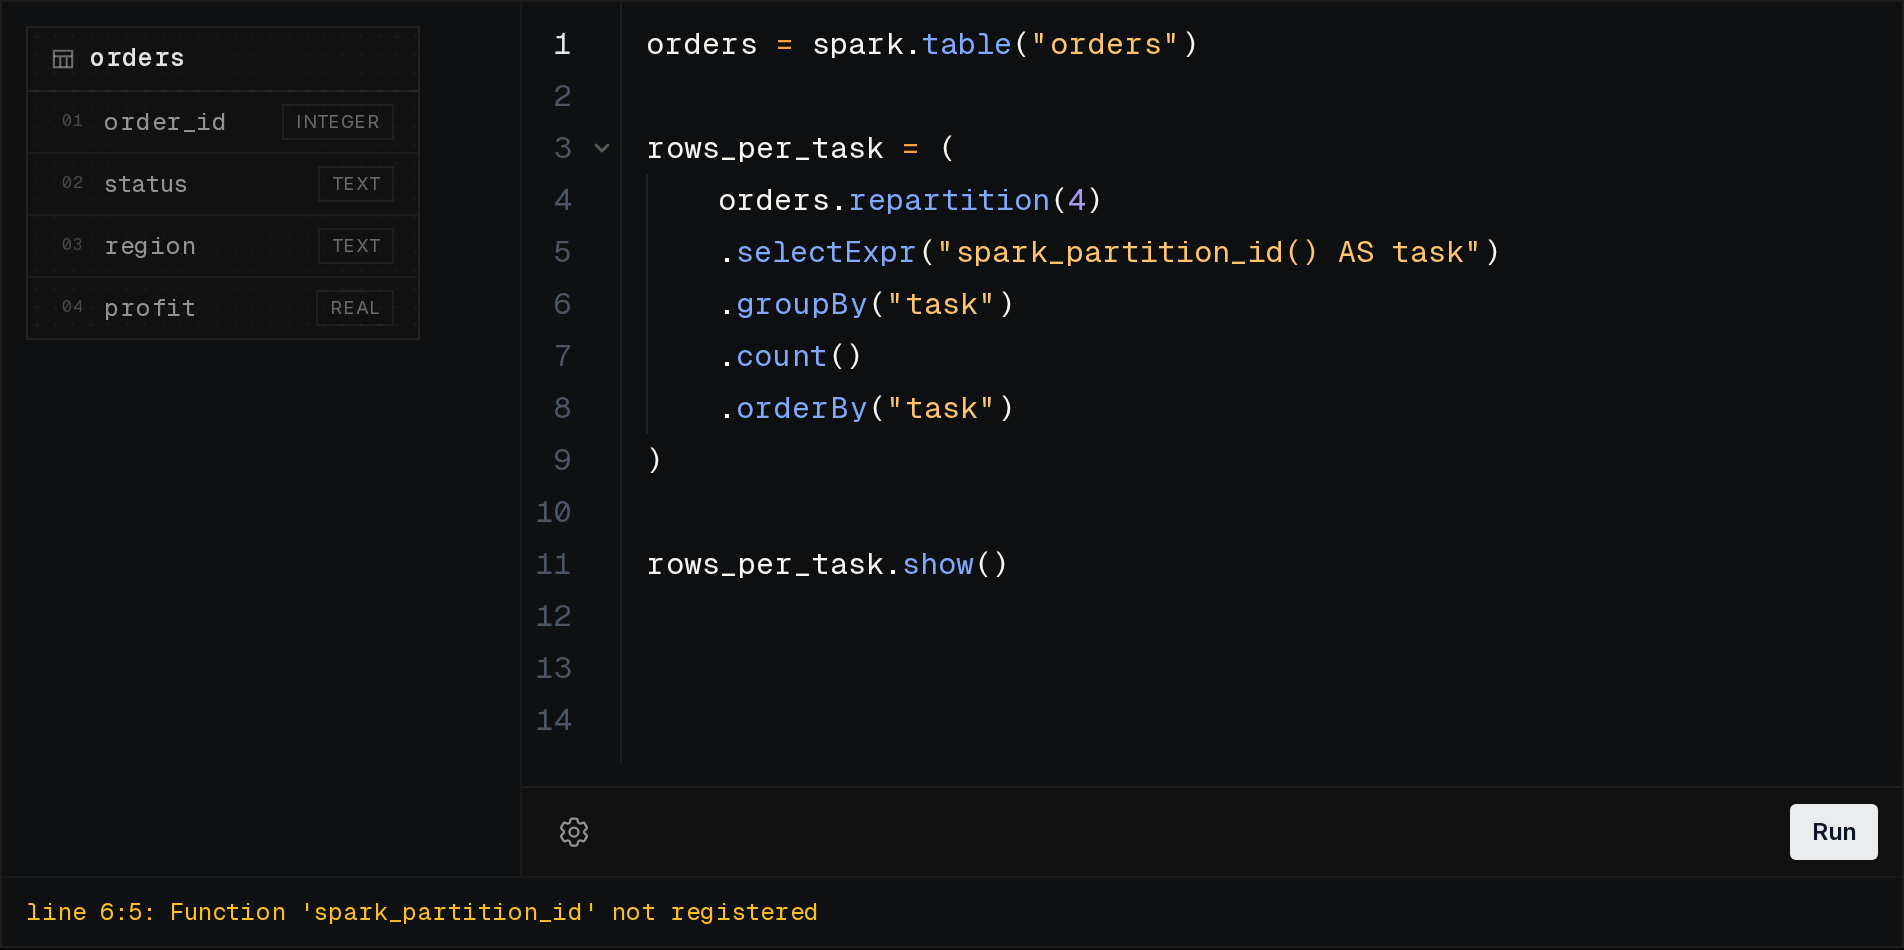 orders
01 order_id INTEGER
02 status TEXT
03 region TEXT
04 profit REAL
1 orders = spark.table("orders")
2
3 rows_per_task = (
4     orders.repartition(4)
5     .selectExpr("spark_partition_id() AS task")
6     .groupBy("task")
7     .count()
8     .orderBy("task")
9 )
10
11 rows_per_task.show()
12
13
14
Run
line 6:5: Function 'spark_partition_id' not registered